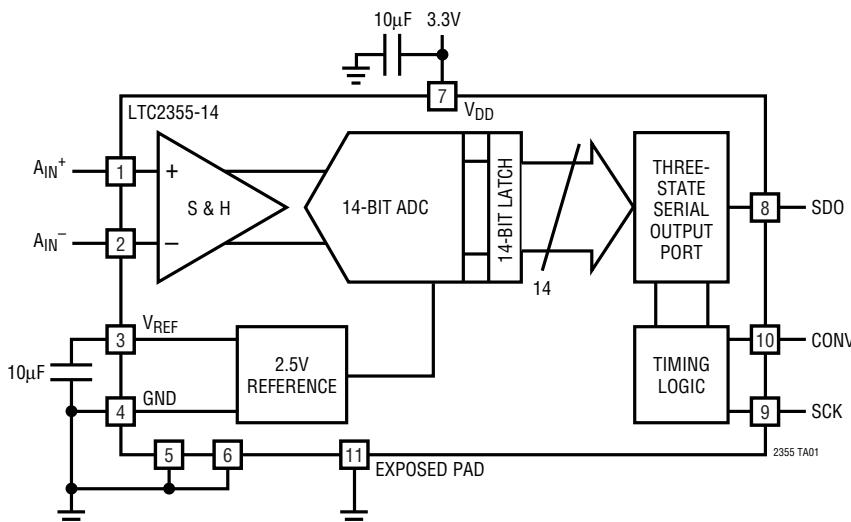 10μF 3.3V
7
LTC2355-14
VDD
AIN+ 1 +
S & H
14-BIT ADC
14-BIT LATCH
14
THREE-
STATE
SERIAL
OUTPUT
PORT
8 SDO
AIN– 2 –
3 VREF
10μF
2.5V
REFERENCE
4 GND
TIMING
LOGIC
10 CONV
9 SCK
5 6 11
EXPOSED PAD
2355 TA01